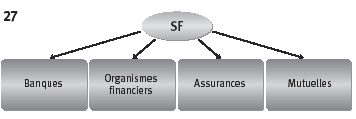 27
SF
Banques
Organismes
financiers
Assurances
Mutuelles